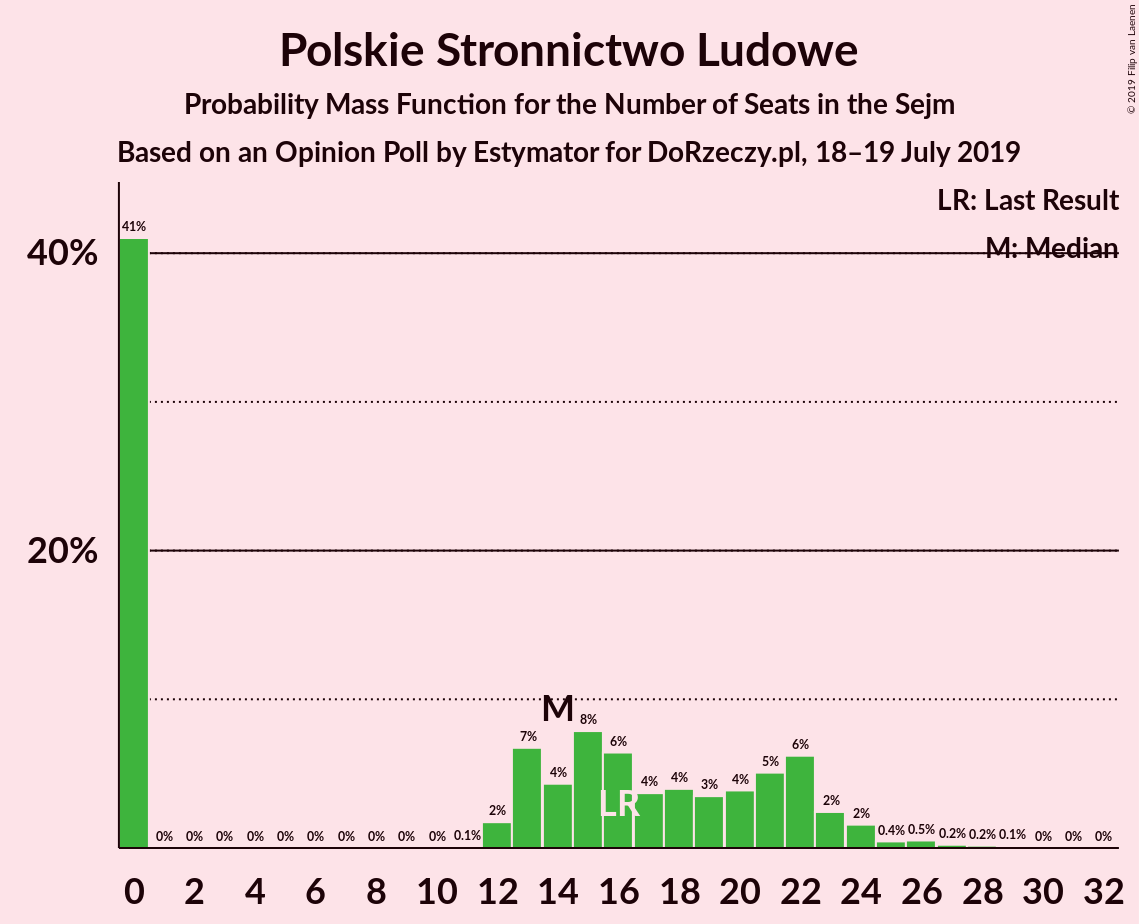 Polskie Stronnictwo Ludowe
Probability Mass Function for the Number of Seats in the Sejm
Based on an Opinion Poll by Estymator for DoRzeczy.pl, 18–19 July 2019
© 2019 Filip van Laenen
LR: Last Result
M: Median
40%
20%
41%
0% 0% 0% 0% 0% 0% 0% 0% 0% 0% 0.1% 2% 7% 4% 8% 6% 4% 4% 3% 4% 5% 6% 2% 2% 0.4% 0.5% 0.2% 0.2% 0.1% 0% 0% 0%
M
LR
0 2 4 6 8 10 12 14 16 18 20 22 24 26 28 30 32